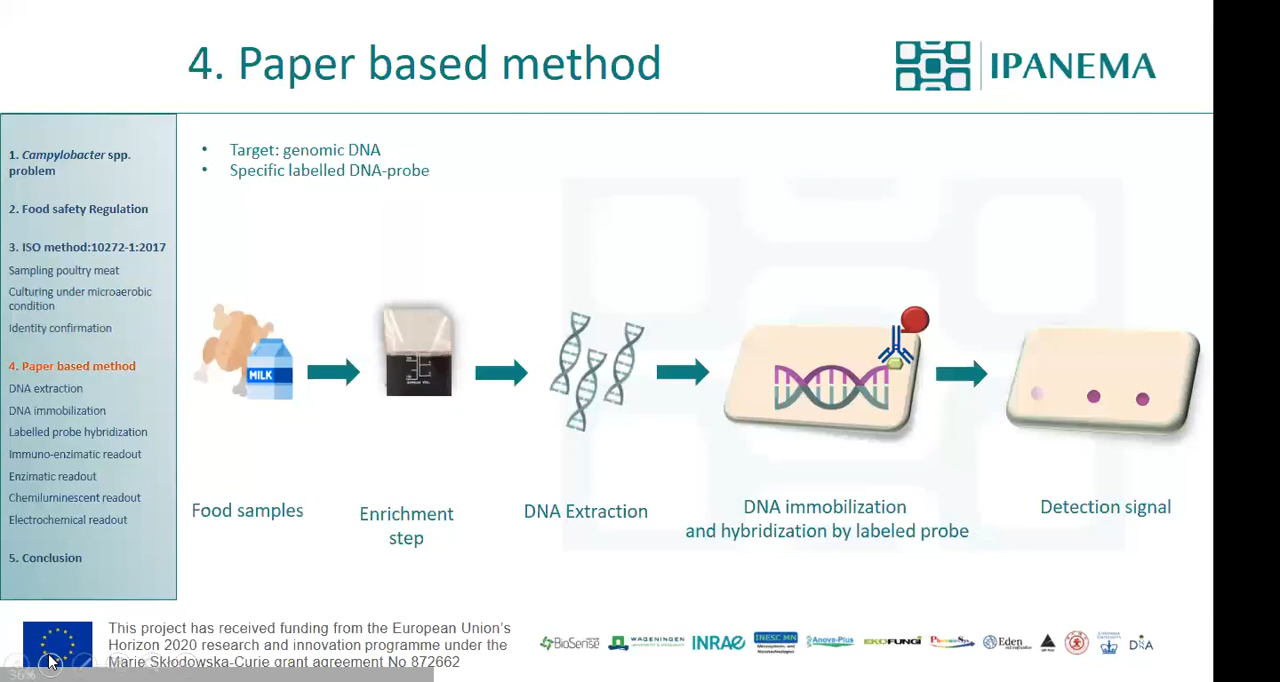 4. Paper based method
IPANEMA
1. Campylobacter spp.
problem
2. Food safety Regulation
3. ISO method:10272-1:2017
Sampling poultry meat
Culturing under microaerobic
condition
Identity confirmation
4. Paper based method
DNA extraction
DNA immobilization
Labelled probe hybridization
Immuno-enzimatic readout
Enzimatic readout
Chemiluminescent readout
Electrochemical readout
5. Conclusion
• Target: genomic DNA
• Specific labelled DNA-probe
MILK
Food samples
Enrichment
step
DNA Extraction
DNA immobilization
and hybridization by labeled probe
Detection signal
This project has received funding from the European Union's
Horizon 2020 research and innovation programme under the
Marie Skłodowska-Curie grant agreement No 872662
BioSense
WAGENINGEN
INRAE
INESC MN
Anova-Plus
EKOFUNGI
Eden
DNA
36%